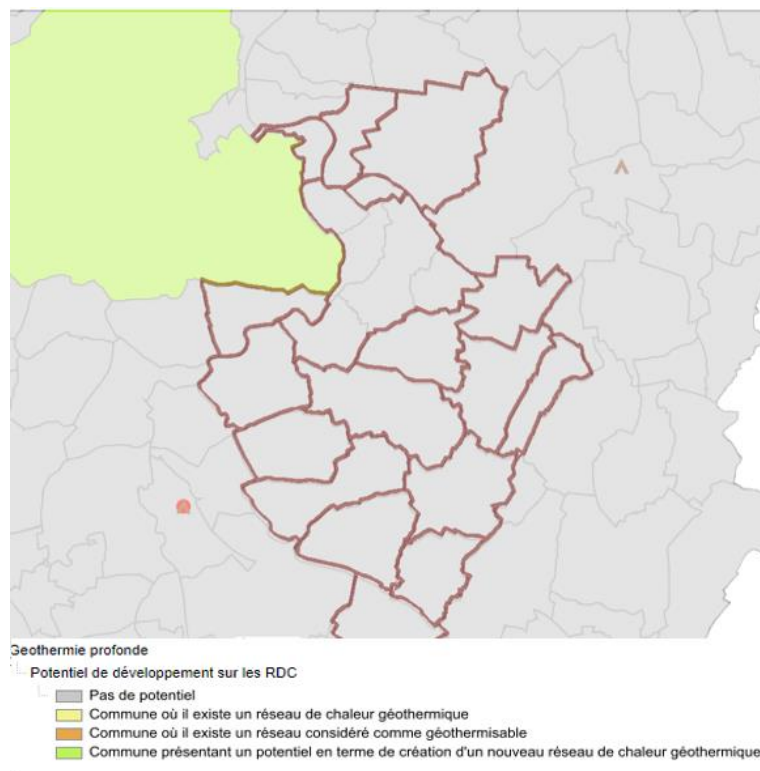 Geothermie profonde
Potentiel de développement sur les RDC
Pas de potentiel
Commune où il existe un réseau de chaleur géothermique
Commune où il existe un réseau considéré comme géothermisable
Commune présentant un potentiel en terme de création d'un nouveau réseau de chaleur géothermique